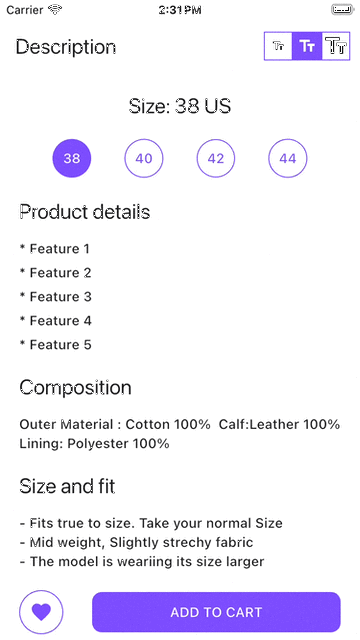 Carrier 2:31 PM
Description Tt Tt Tt
Size: 38 US
38 40 42 44
Product details
* Feature 1
* Feature 2
* Feature 3
* Feature 4
* Feature 5
Composition
Outer Material : Cotton 100%  Calf:Leather 100%
Lining: Polyester 100%
Size and fit
- Fits true to size. Take your normal Size
- Mid weight, Slightly strechy fabric
- The model is weariing its size larger
ADD TO CART